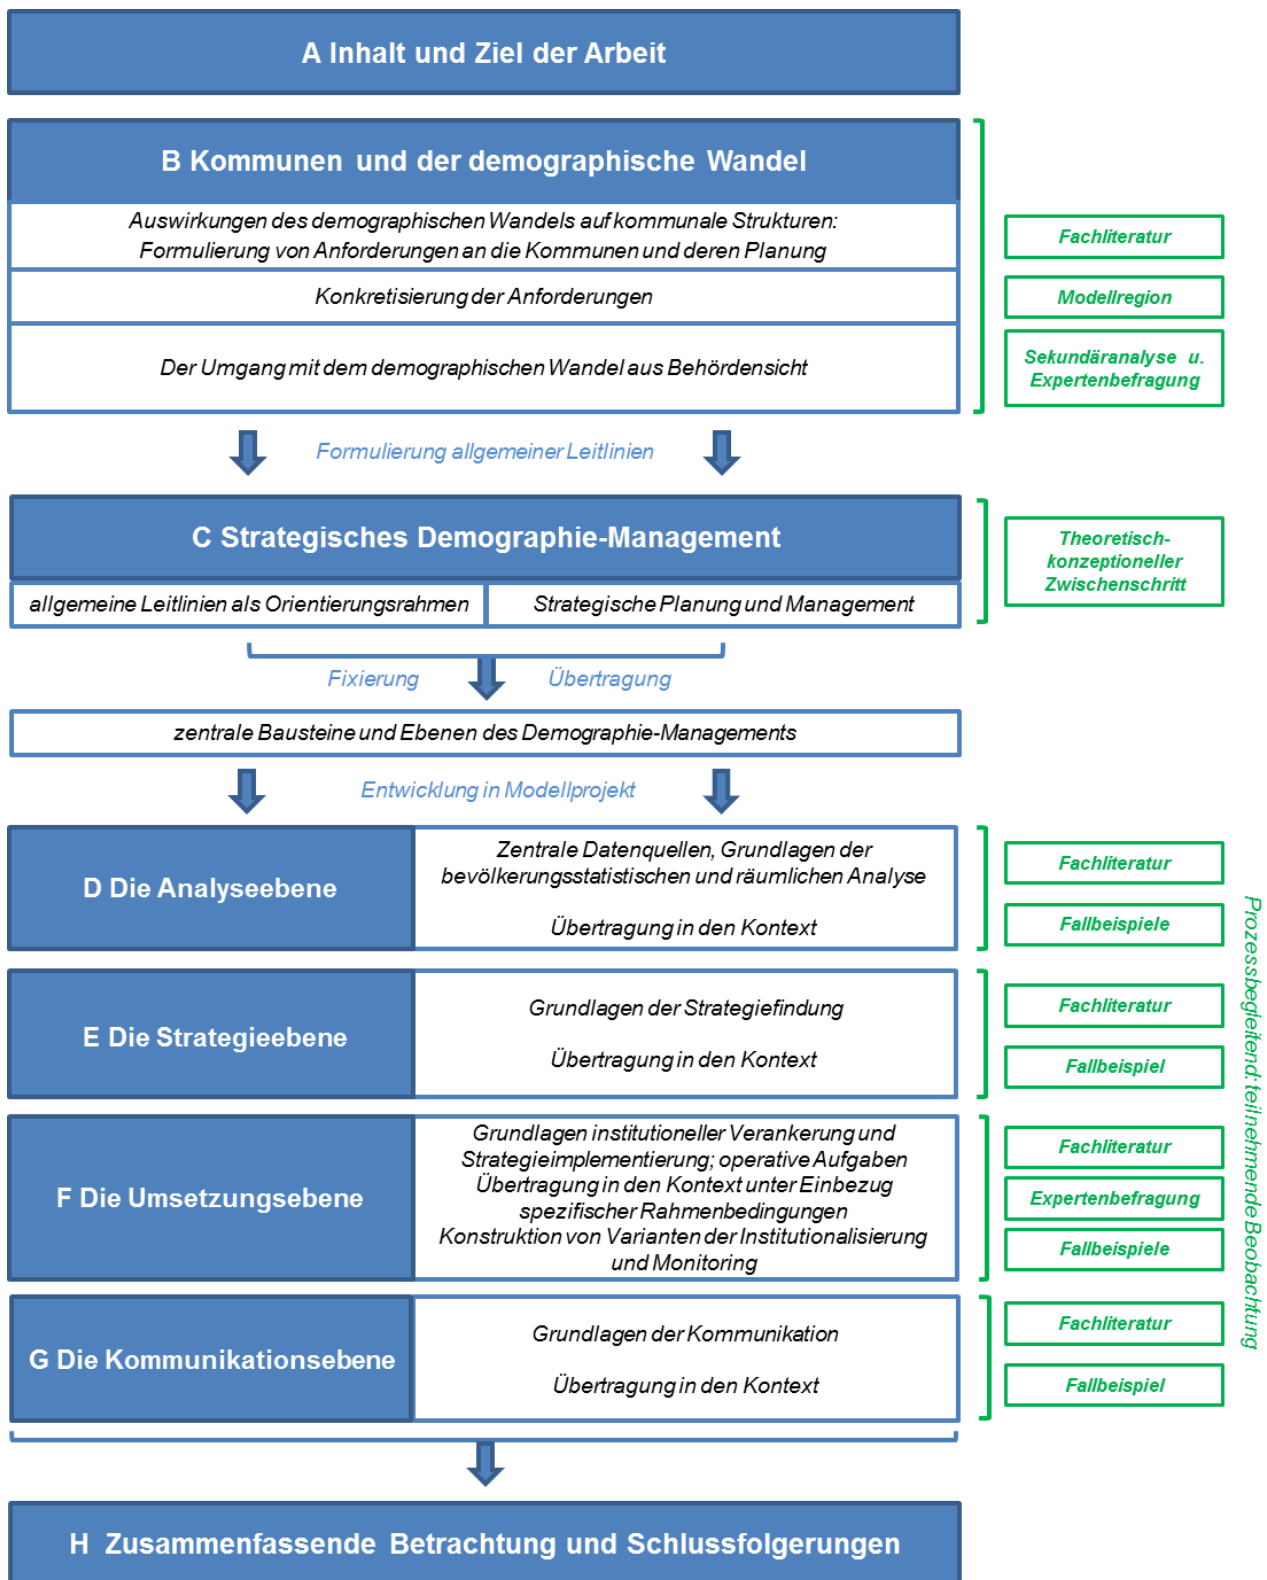 A Inhalt und Ziel der Arbeit
B Kommunen und der demographische Wandel
Auswirkungen des demographischen Wandels auf kommunale Strukturen:
Formulierung von Anforderungen an die Kommunen und deren Planung
Fachliteratur
Konkretisierung der Anforderungen
Modellregion
Der Umgang mit dem demographischen Wandel aus Behördensicht
Sekundäranalyse u.
Expertenbefragung
Formulierung allgemeiner Leitlinien
C Strategisches Demographie-Management
allgemeine Leitlinien als Orientierungsrahmen
Strategische Planung und Management
Theoretisch-
konzeptioneller
Zwischenschritt
Fixierung
Übertragung
zentrale Bausteine und Ebenen des Demographie-Managements
Entwicklung in Modellprojekt
D Die Analyseebene
Zentrale Datenquellen, Grundlagen der
bevölkerungsstatistischen und räumlichen Analyse
Übertragung in den Kontext
Fachliteratur
Fallbeispiele
E Die Strategieebene
Grundlagen der Strategiefindung
Übertragung in den Kontext
Fachliteratur
Fallbeispiel
F Die Umsetzungsebene
Grundlagen institutioneller Verankerung und
Strategieimplementierung; operative Aufgaben
Übertragung in den Kontext unter Einbezug
spezifischer Rahmenbedingungen
Konstruktion von Varianten der Institutionalisierung
und Monitoring
Fachliteratur
Expertenbefragung
Fallbeispiele
G Die Kommunikationsebene
Grundlagen der Kommunikation
Übertragung in den Kontext
Fachliteratur
Fallbeispiel
Prozessbegleitend: teilnehmende Beobachtung
H Zusammenfassende Betrachtung und Schlussfolgerungen